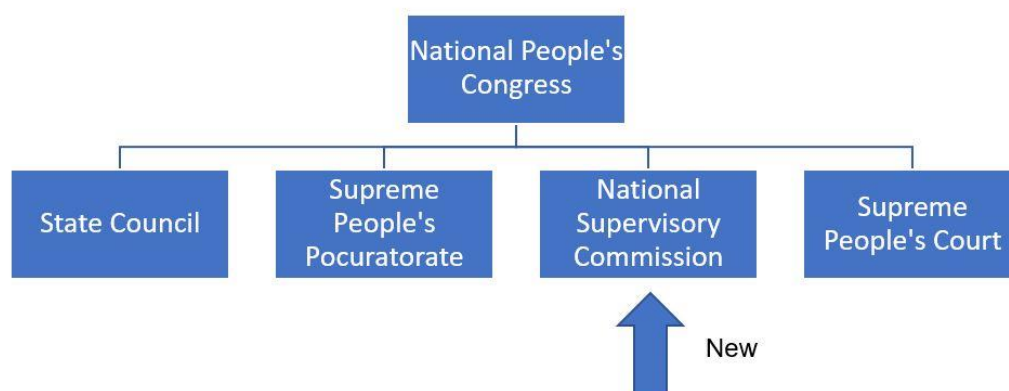 National People's
Congress
State Council
Supreme
People's
Pocuratorate
National
Supervisory
Commission
Supreme
People's Court
New